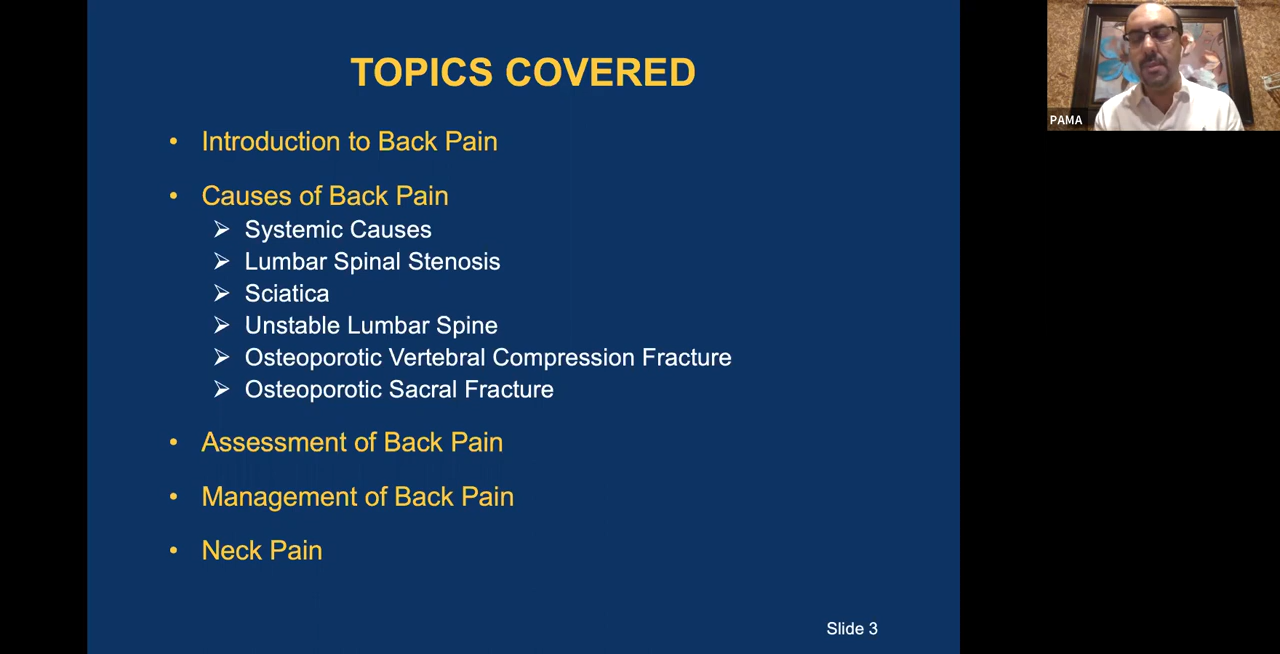 TOPICS COVERED
• Introduction to Back Pain
• Causes of Back Pain
➢ Systemic Causes
➢ Lumbar Spinal Stenosis
➢ Sciatica
➢ Unstable Lumbar Spine
➢ Osteoporotic Vertebral Compression Fracture
➢ Osteoporotic Sacral Fracture
• Assessment of Back Pain
• Management of Back Pain
• Neck Pain
Slide 3
PAMA